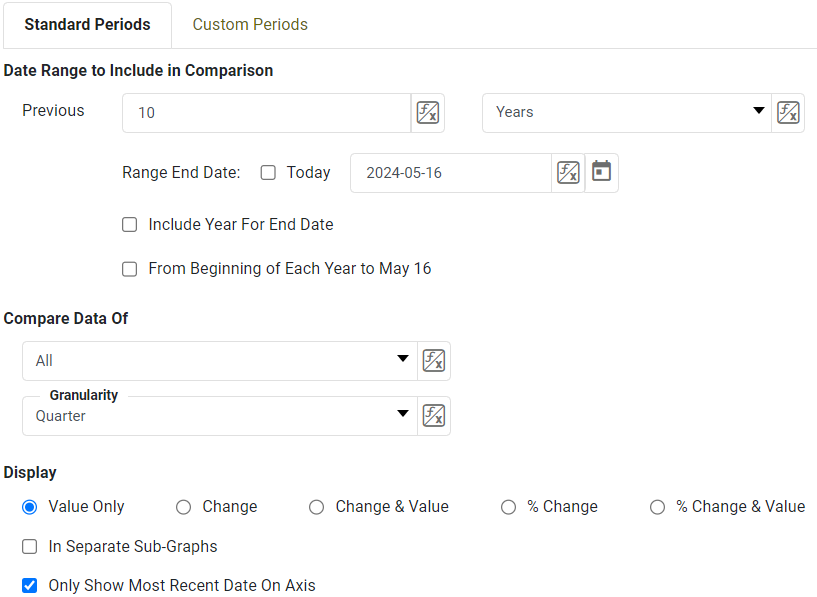 Standard Periods Custom Periods
Date Range to Include in Comparison
Previous 10 Years
Range End Date: Today 2024-05-16
Include Year For End Date
From Beginning of Each Year to May 16
Compare Data Of
All
Granularity
Quarter
Display
Value Only Change Change & Value % Change % Change & Value
In Separate Sub-Graphs
Only Show Most Recent Date On Axis